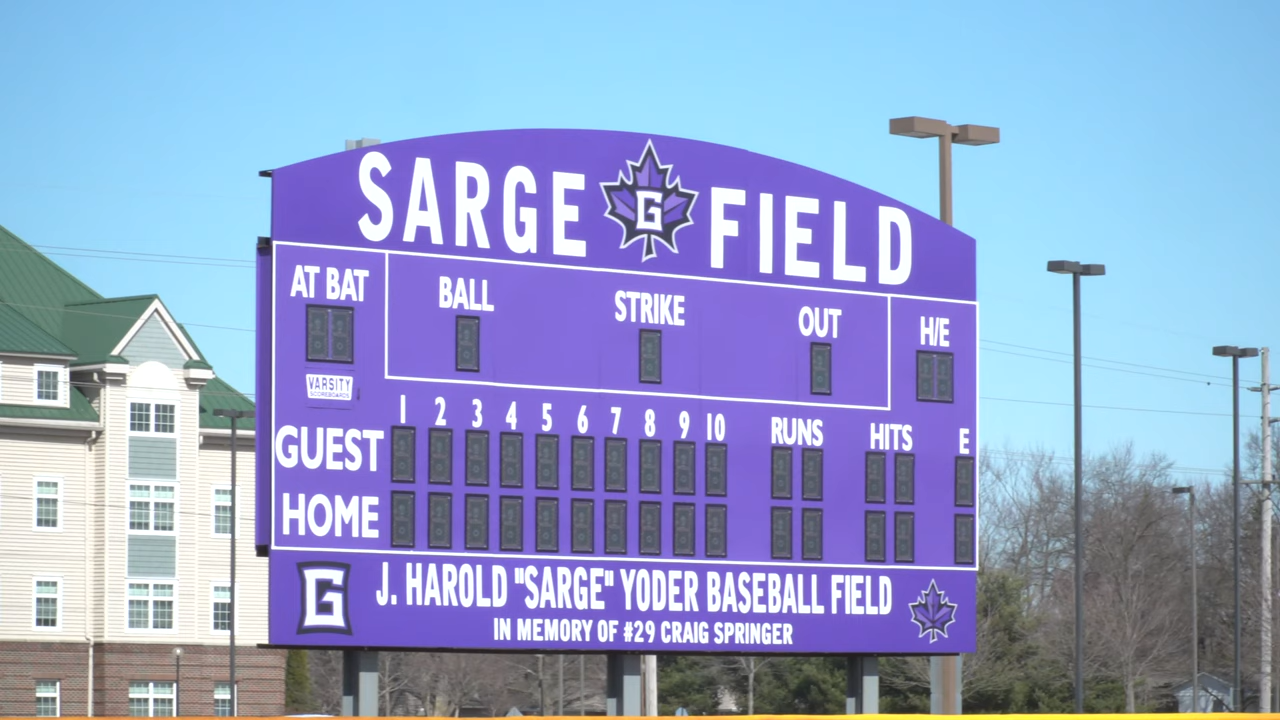 SARGE G FIELD
AT BAT BALL STRIKE OUT H/E
VARSITY
SCOREBOARDS
1 2 3 4 5 6 7 8 9 10 RUNS HITS E
GUEST
HOME
G J. HAROLD "SARGE" YODER BASEBALL FIELD
IN MEMORY OF #29 CRAIG SPRINGER